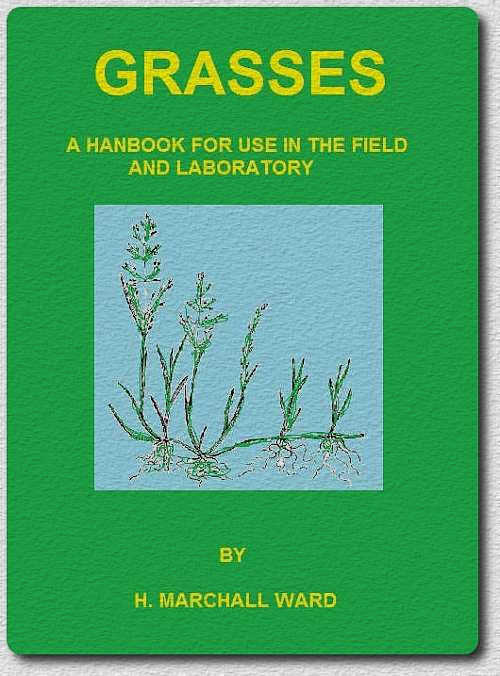 GRASSES
A HANBOOK FOR USE IN THE FIELD
AND LABORATORY
BY
H. MARCHALL WARD